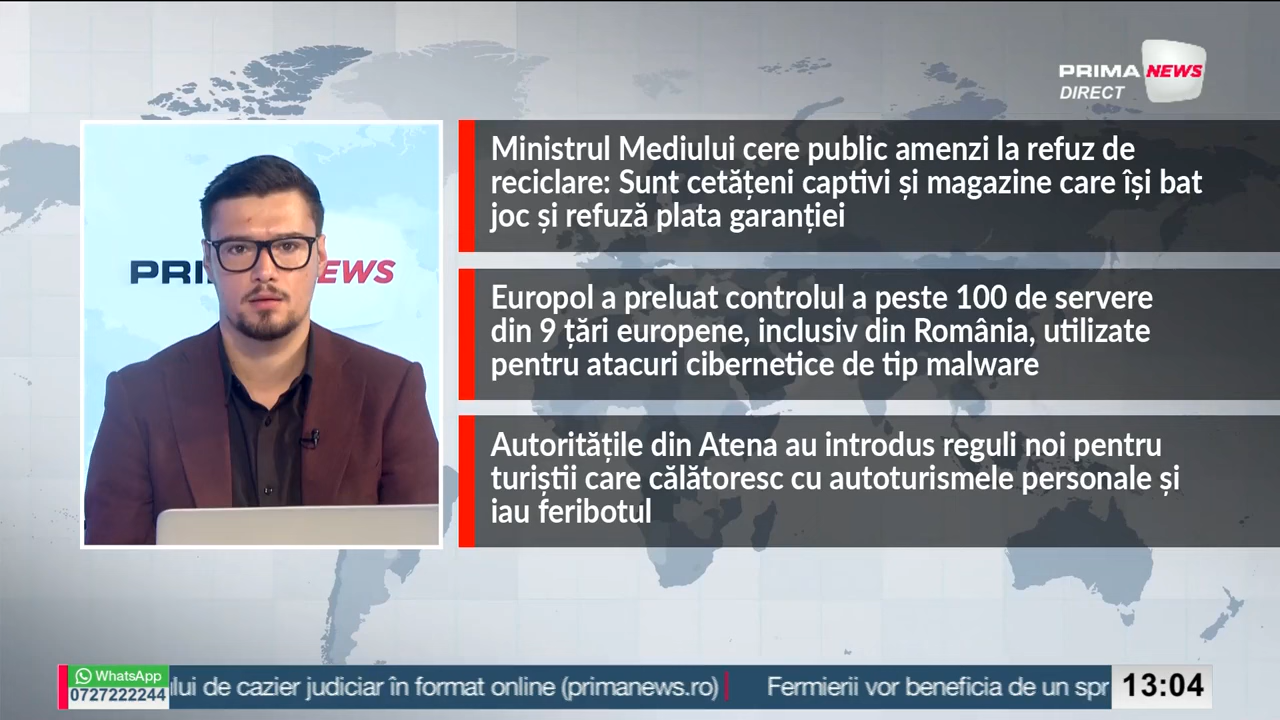 PRIMA NEWS
DIRECT
Ministrul Mediului cere public amenzi la refuz de
reciclare: Sunt cetățeni captivi și magazine care își bat
joc și refuză plata garanției
PRI EWS
Europol a preluat controlul a peste 100 de servere
din 9 țări europene, inclusiv din România, utilizate
pentru atacuri cibernetice de tip malware
Autoritățile din Atena au introdus reguli noi pentru
turiștii care călătoresc cu autoturismele personale și
iau feribotul
WhatsApp
0727222244
ului de cazier judiciar în format online (primanews.ro) | Fermierii vor beneficia de un spr
13:04